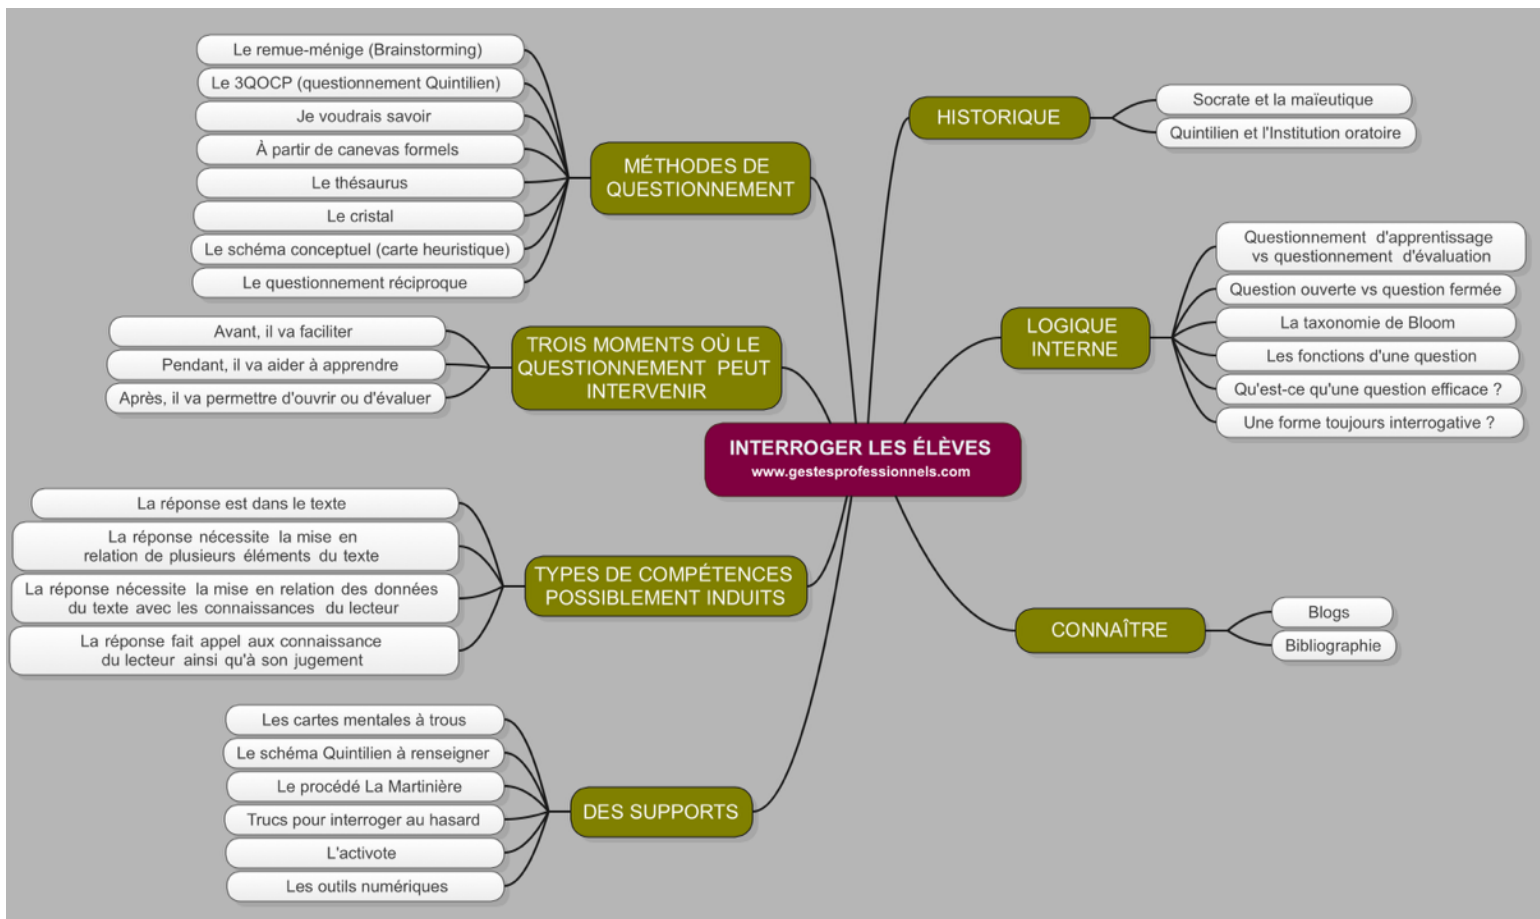 Le remue-ménige (Brainstorming)
Le 3QOCP (questionnement Quintilien)
Je voudrais savoir
À partir de canevas formels
Le thésaurus
Le cristal
Le schéma conceptuel (carte heuristique)
Le questionnement réciproque
MÉTHODES DE
QUESTIONNEMENT
Avant, il va faciliter
Pendant, il va aider à apprendre
Après, il va permettre d'ouvrir ou d'évaluer
TROIS MOMENTS OÙ LE
QUESTIONNEMENT PEUT
INTERVENIR
La réponse est dans le texte
La réponse nécessite la mise en
relation de plusieurs éléments du texte
La réponse nécessite la mise en relation des données
du texte avec les connaissances du lecteur
La réponse fait appel aux connaissance
du lecteur ainsi qu'à son jugement
TYPES DE COMPÉTENCES
POSSIBLEMENT INDUITS
Les cartes mentales à trous
Le schéma Quintilien à renseigner
Le procédé La Martinière
Trucs pour interroger au hasard
L'activote
Les outils numériques
DES SUPPORTS
INTERROGER LES ÉLÈVES
www.gestesprofessionnels.com
HISTORIQUE
Socrate et la maïeutique
Quintilien et l'Institution oratoire
LOGIQUE
INTERNE
Questionnement d'apprentissage
vs questionnement d'évaluation
Question ouverte vs question fermée
La taxonomie de Bloom
Les fonctions d'une question
Qu'est-ce qu'une question efficace ?
Une forme toujours interrogative ?
CONNAÎTRE
Blogs
Bibliographie